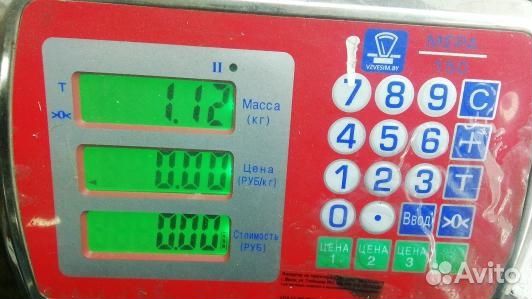 II
T
>0<
1.12
Масса
(КГ)
0.00
Цена
(РУБ/КГ)
0.00
Стоимость
(РУБ)
VZVESIM.BY
МЕРА
150
7 8 9 C
4 5 6 +
1 2 3 T
0 • Ввод >0<
ЦЕНА 1
ЦЕНА 2
ЦЕНА 3
Avito